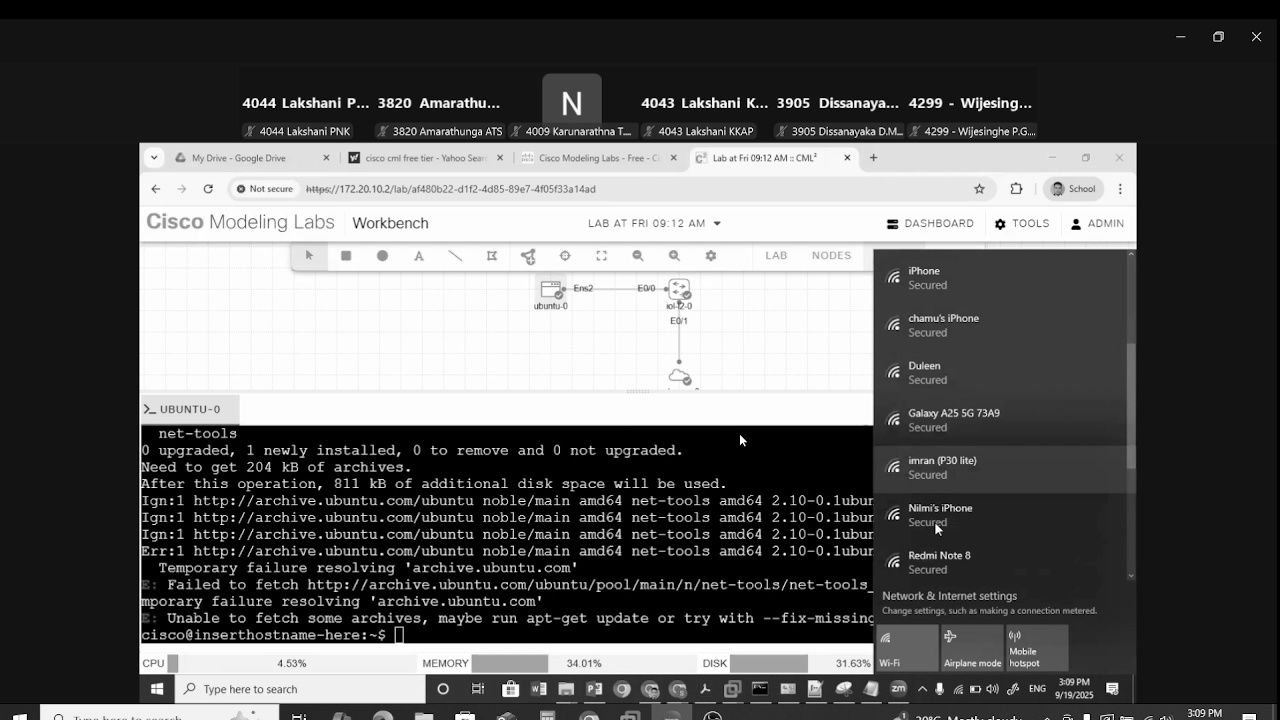 4044 Lakshani P...
3820 Amarathu...
N
4043 Lakshani K...
3905 Dissanaya...
4299 - Wijesing...
4044 Lakshani PNK
3820 Amarathunga ATS
4009 Karunarathna T...
4043 Lakshani KKAP
3905 Dissanayaka D.M...
4299 - Wijesinghe P.G....
My Drive - Google Drive
cisco cml free tier - Yahoo Sear
Cisco Modeling Labs - Free - Ci
Lab at Fri 09:12 AM :: CML²
Not secure
https://172.20.10.2/lab/af480b22-d1f2-4d85-89e7-4f05f33a14ad
School
Cisco Modeling Labs
Workbench
LAB AT FRI 09:12 AM
DASHBOARD
TOOLS
ADMIN
LAB
NODES
Ens2
E0/0
ubuntu-0
iol-l2-0
E0/1
iPhone
Secured
chamu's iPhone
Secured
Duleen
Secured
Galaxy A25 5G 73A9
Secured
imran (P30 lite)
Secured
Nilmi's iPhone
Secured
Redmi Note 8
Secured
Network & Internet settings
Change settings, such as making a connection metered.
Wi-Fi
Airplane mode
Mobile
hotspot
UBUNTU-0
net-tools
0 upgraded, 1 newly installed, 0 to remove and 0 not upgraded.
Need to get 204 kB of archives.
After this operation, 811 kB of additional disk space will be used.
Ign:1 http://archive.ubuntu.com/ubuntu noble/main amd64 net-tools amd64 2.10-0.1ubun
Ign:1 http://archive.ubuntu.com/ubuntu noble/main amd64 net-tools amd64 2.10-0.1ubun
Ign:1 http://archive.ubuntu.com/ubuntu noble/main amd64 net-tools amd64 2.10-0.1ubun
Err:1 http://archive.ubuntu.com/ubuntu noble/main amd64 net-tools amd64 2.10-0.1ubun
Temporary failure resolving 'archive.ubuntu.com'
E: Failed to fetch http://archive.ubuntu.com/ubuntu/pool/main/n/net-tools/net-tools_
mporary failure resolving 'archive.ubuntu.com'
E: Unable to fetch some archives, maybe run apt-get update or try with --fix-missing
cisco@inserthostname-here:~$
CPU
4.53%
MEMORY
34.01%
DISK
31.63%
Type here to search
ENG
3:09 PM
9/19/2025
Type here to search
3:09 PM